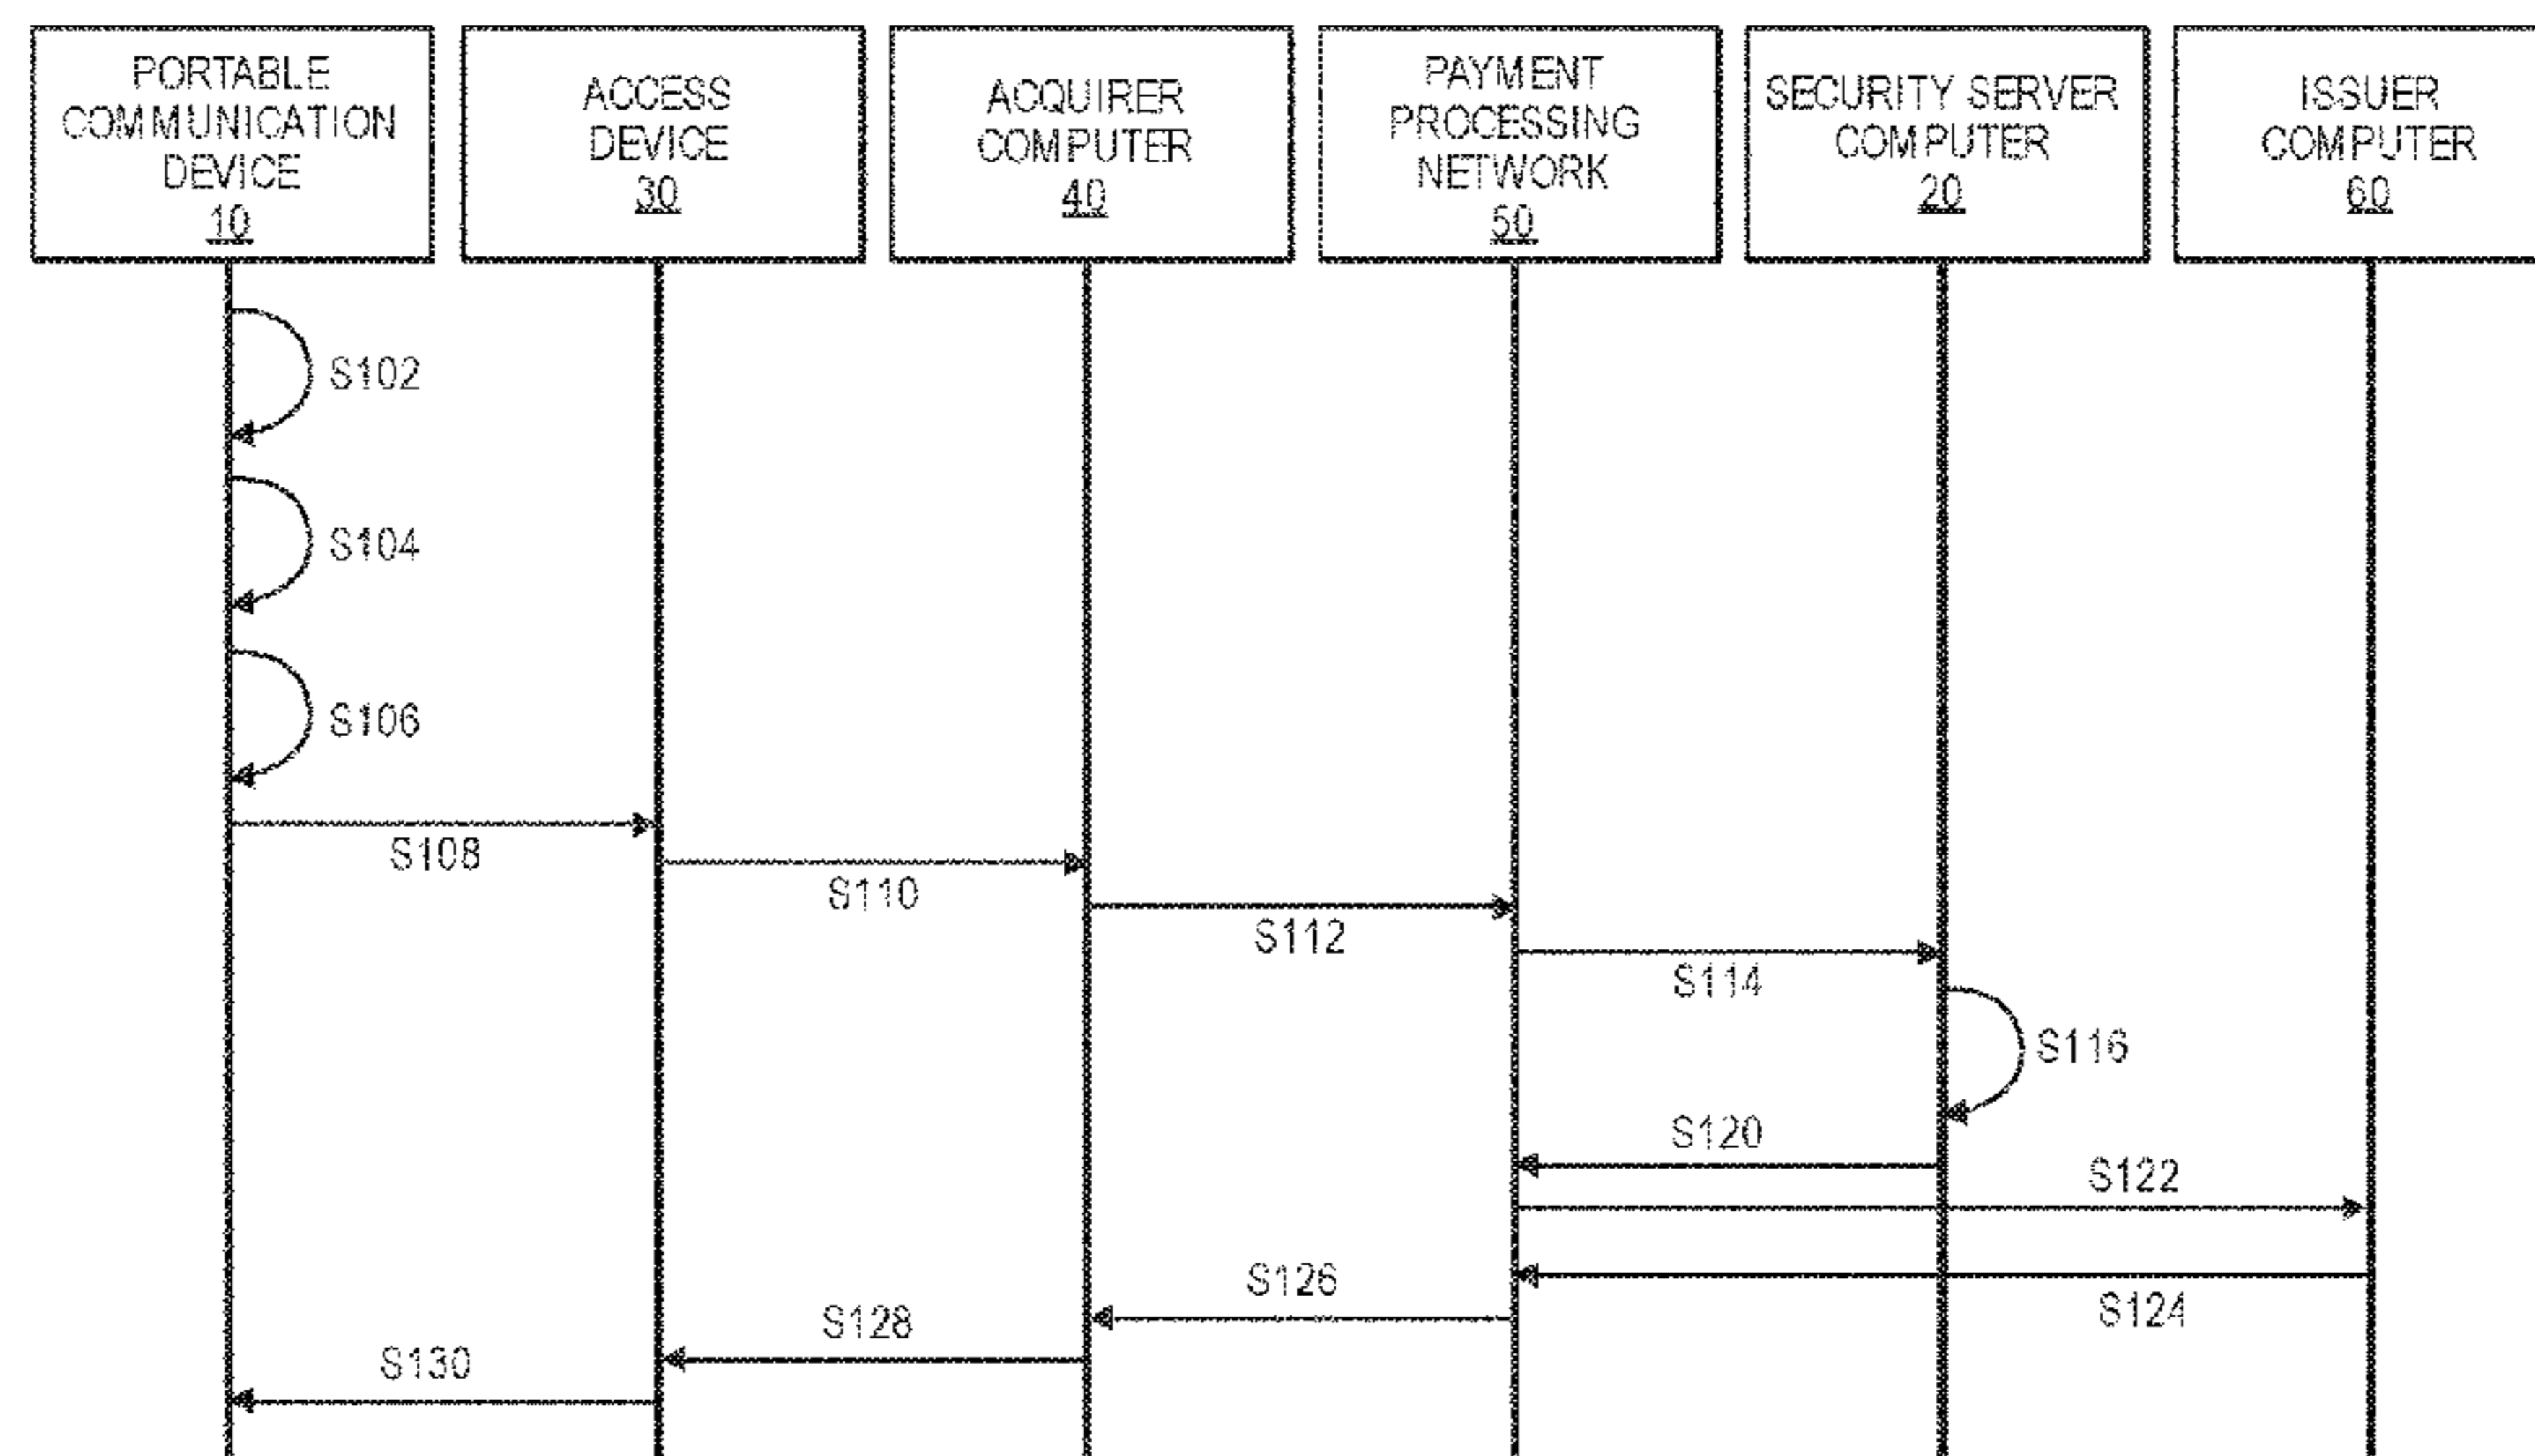 PORTABLE
COMMUNICATION
DEVICE
10
ACCESS
DEVICE
30
ACQUIRER
COMPUTER
40
PAYMENT
PROCESSING
NETWORK
50
SECURITY SERVER
COMPUTER
20
ISSUER
COMPUTER
60
S102
S104
S106
S108
S110
S112
S114
S116
S120
S122
S124
S126
S128
S130